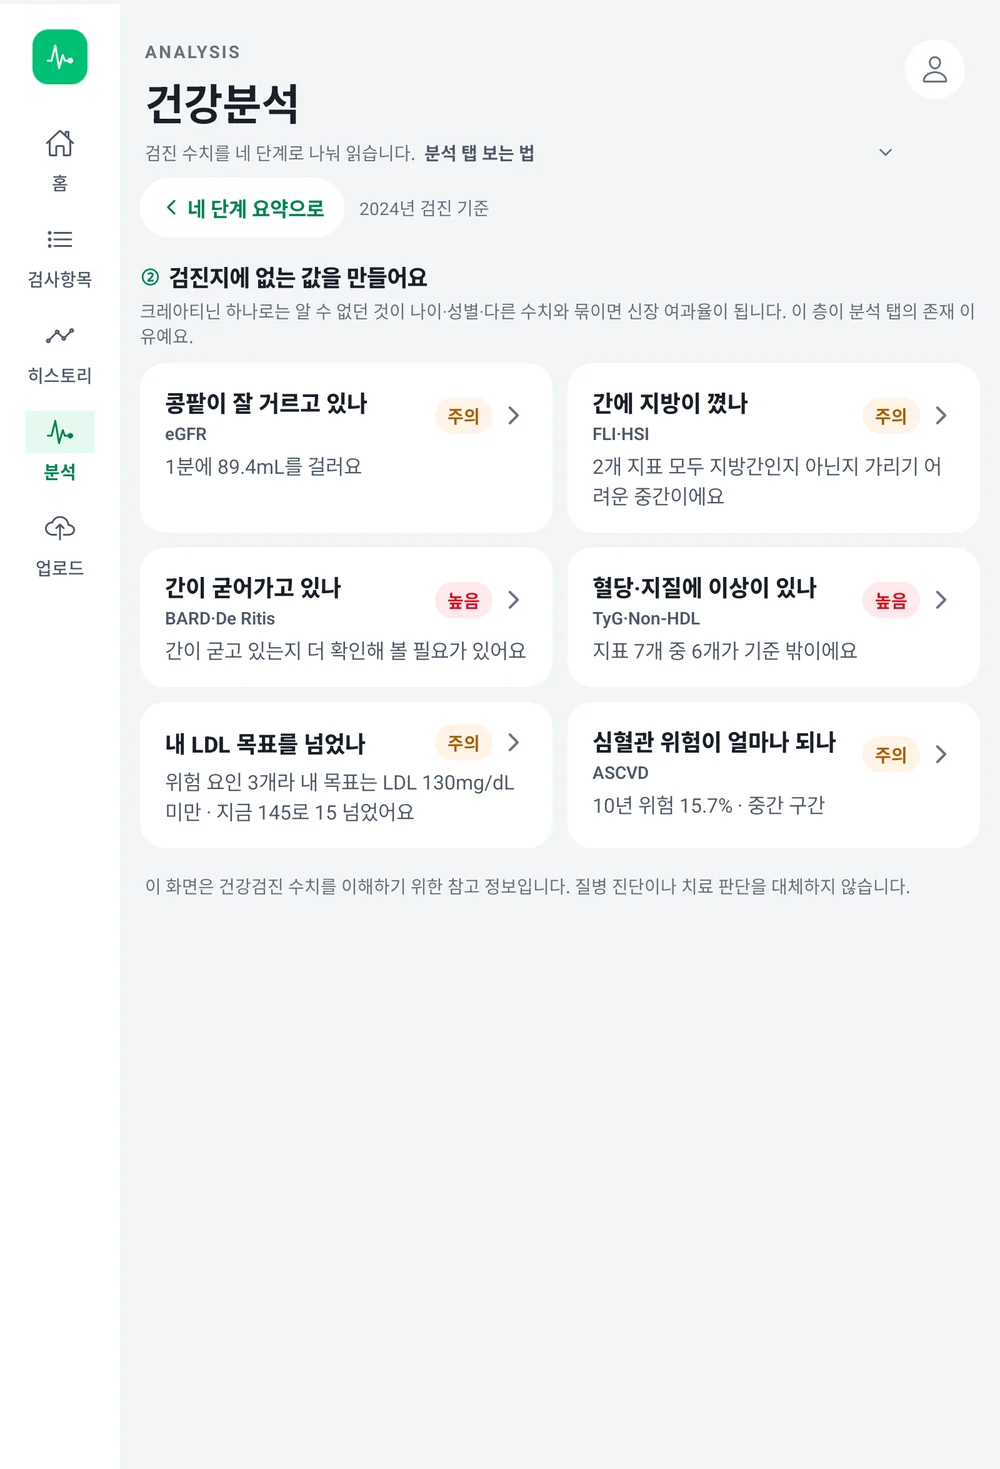 ANALYSIS
건강분석
검진 수치를 네 단계로 나눠 읽습니다. 분석 탭 보는 법
네 단계 요약으로
2024년 검진 기준
홈
검사항목
히스토리
분석
업로드
② 검진지에 없는 값을 만들어요
크레아티닌 하나로는 알 수 없던 것이 나이·성별·다른 수치와 묶이면 신장 여과율이 됩니다. 이 층이 분석 탭의 존재 이
유예요.
콩팥이 잘 거르고 있나
eGFR
주의
1분에 89.4mL를 걸러요
간에 지방이 꼈나
FLI·HSI
주의
2개 지표 모두 지방간인지 아닌지 가리기 어
려운 중간이에요
간이 굳어가고 있나
BARD·De Ritis
높음
간이 굳고 있는지 더 확인해 볼 필요가 있어요
혈당·지질에 이상이 있나
TyG·Non-HDL
높음
지표 7개 중 6개가 기준 밖이에요
내 LDL 목표를 넘었나
주의
위험 요인 3개라 내 목표는 LDL 130mg/dL
미만 · 지금 145로 15 넘었어요
심혈관 위험이 얼마나 되나
ASCVD
주의
10년 위험 15.7% · 중간 구간
이 화면은 건강검진 수치를 이해하기 위한 참고 정보입니다. 질병 진단이나 치료 판단을 대체하지 않습니다.